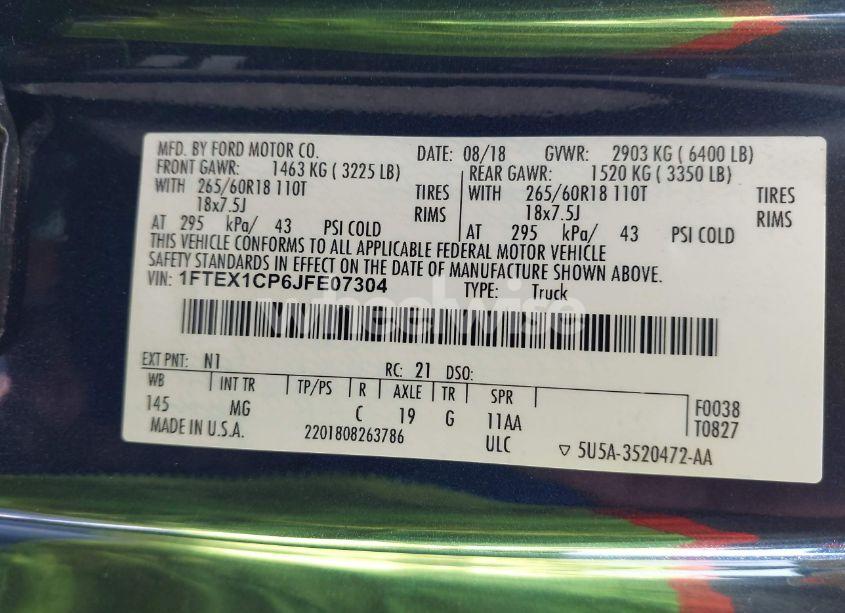 MFD. BY FORD MOTOR CO. DATE: 08/18 GVWR: 2903 KG ( 6400 LB)
FRONT GAWR: 1463 KG ( 3225 LB) REAR GAWR: 1520 KG ( 3350 LB)
WITH 265/60R18 110T TIRES WITH 265/60R18 110T TIRES
18x7.5J RIMS 18x7.5J RIMS
AT 295 kPa/ 43 PSI COLD AT 295 kPa/ 43 PSI COLD
THIS VEHICLE CONFORMS TO ALL APPLICABLE FEDERAL MOTOR VEHICLE
SAFETY STANDARDS IN EFFECT ON THE DATE OF MANUFACTURE SHOWN ABOVE.
VIN: 1FTEX1CP6JFE07304 TYPE: Truck
wheelwise
EXT PNT: N1 RC: 21 DSO:
WB INT TR TP/PS R AXLE TR SPR
145 MG C 19 G 11AA F0038
MADE IN U.S.A. 2201808263786 ULC T0827
▽ 5U5A-3520472-AA